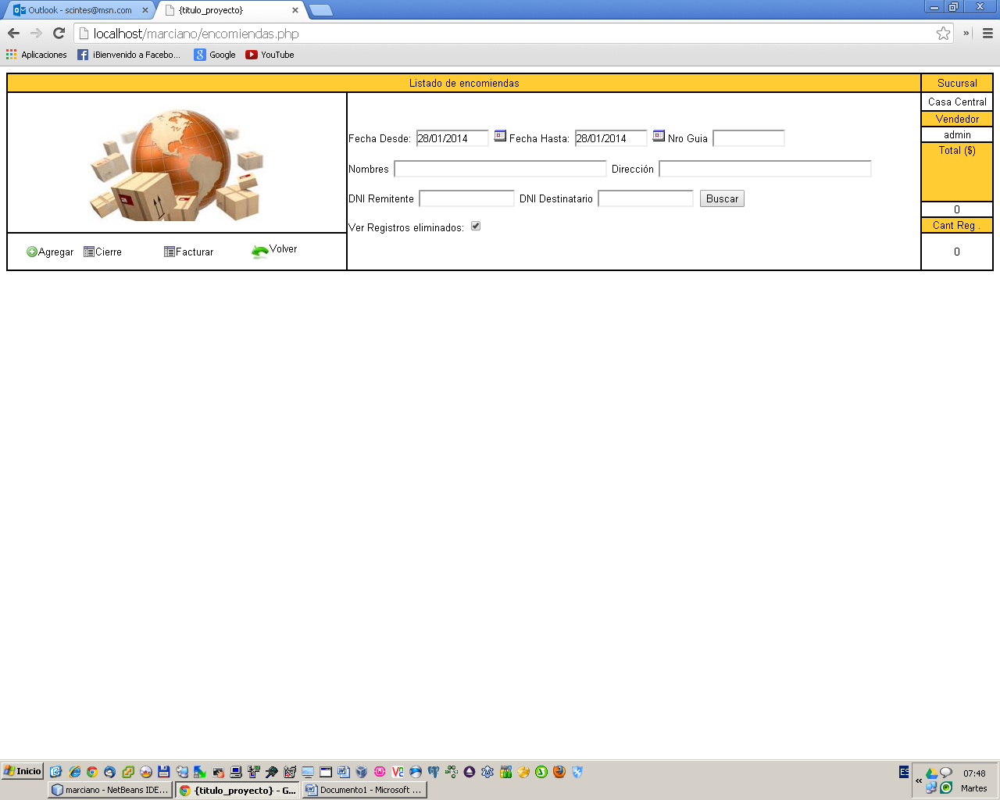 Outlook - scintes@msn.com
{titulo_proyecto}
localhost/marciano/encomiendas.php
»
Aplicaciones
¡Bienvenido a Facebo...
Google
YouTube
Listado de encomiendas
Sucursal
Casa Central
Vendedor
admin
Total ($)
0
Cant Reg .
0
Fecha Desde: 28/01/2014 Fecha Hasta: 28/01/2014 Nro Guia
Nombres Dirección
DNI Remitente DNI Destinatario Buscar
Ver Registros eliminados:
Agregar Cierre Facturar Volver
Inicio
ES
marciano - NetBeans IDE...
{titulo_proyecto} - G...
Documento1 - Microsoft ...
«
07:48
Martes